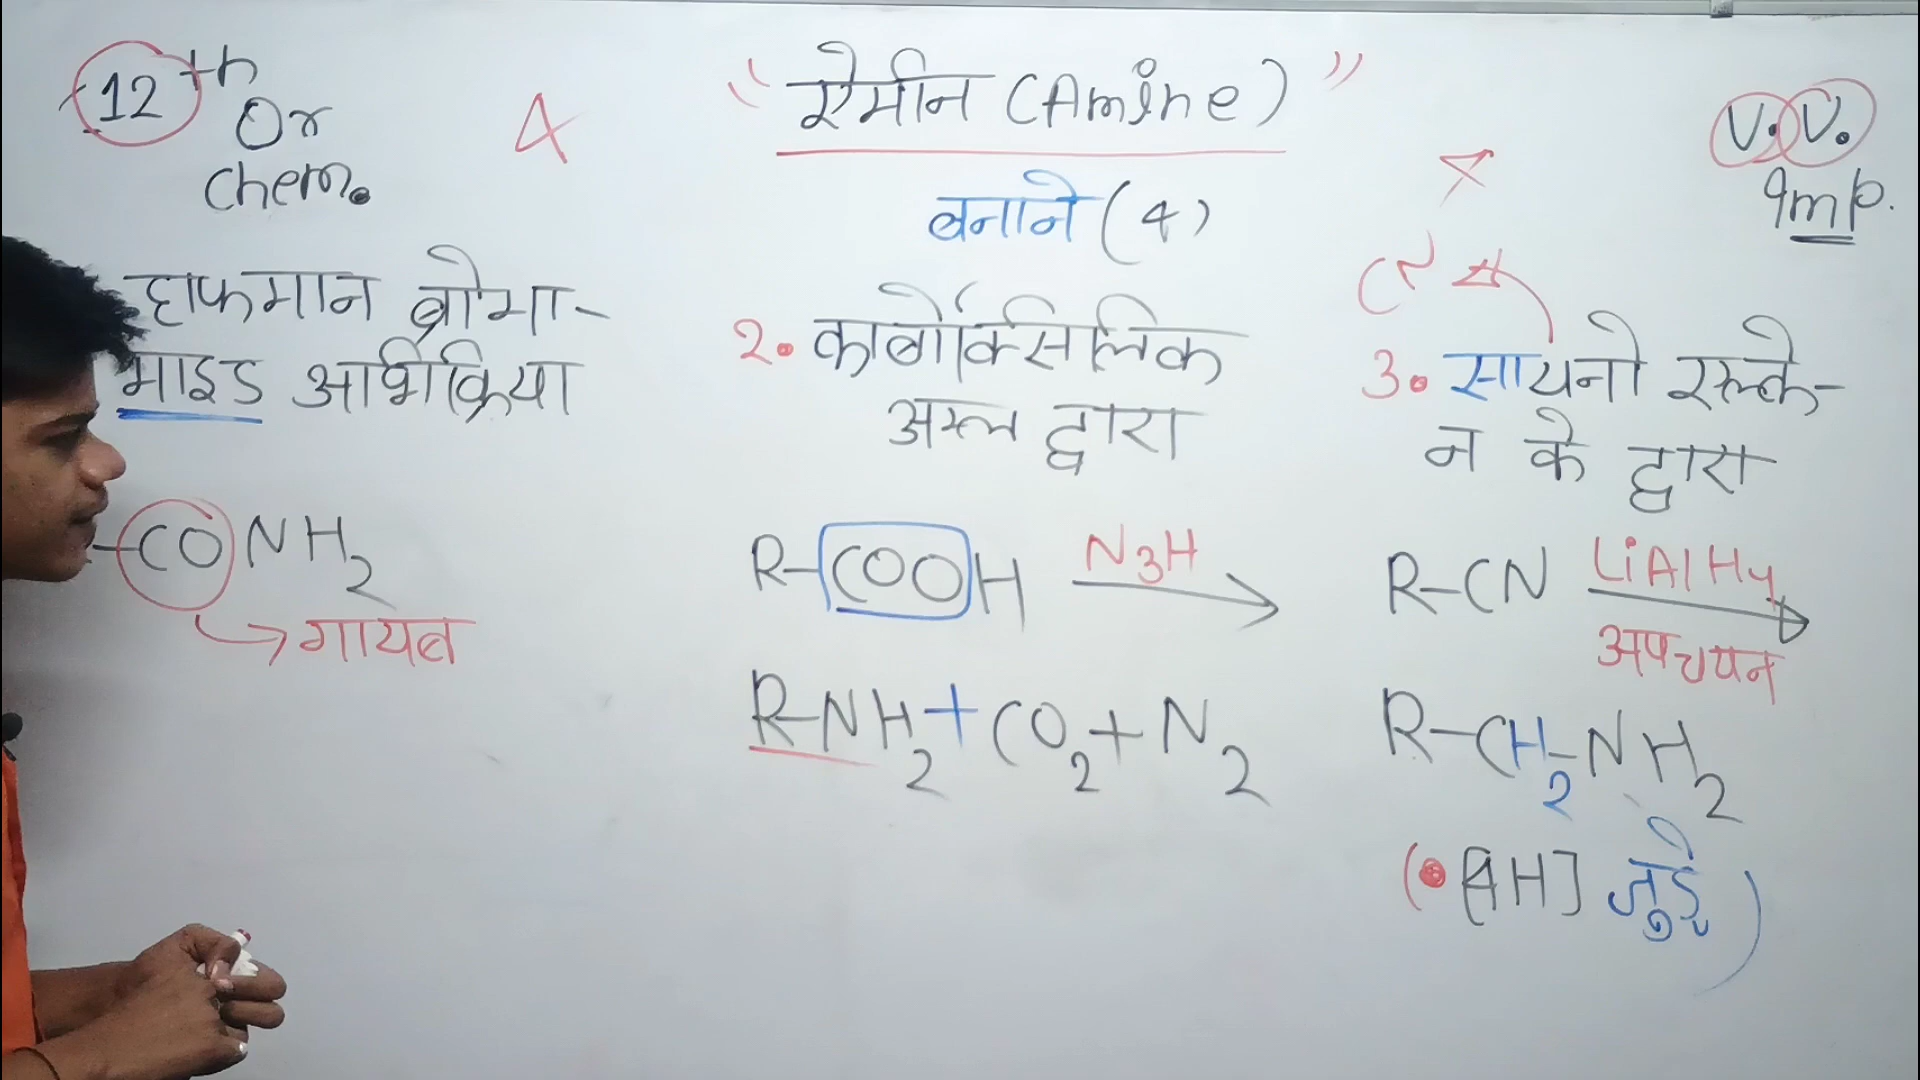 12th
Or
Chem.
4
"ऐमीन (Amine)"
बनाने (4)
V. V.
Imp.
हाफमान ब्रोमा-
माइड अभिक्रिया
-CONH2
गायब
2. कार्बोक्सिलिक
अम्ल द्वारा
R-COOH N3H
R-NH2+CO2+N2
3. सायनो एल्के-
न के द्वारा
R-CN LiAlH4
अपचयन
R-CH2-NH2
(• [4H] जुड़े)